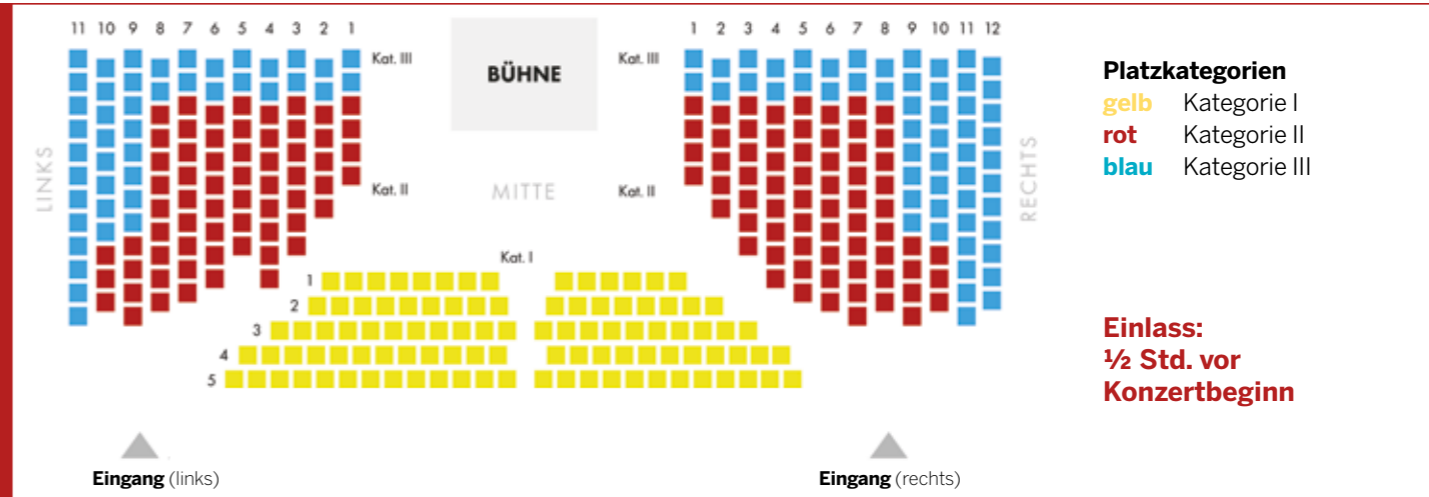 11 10 9 8 7 6 5 4 3 2 1
Kat. III
BÜHNE
Kat. III
1 2 3 4 5 6 7 8 9 10 11 12
LINKS
Kat. II
MITTE
Kat. II
RECHTS
Kat. I
1
2
3
4
5
Eingang (links)
Eingang (rechts)
Platzkategorien
gelb Kategorie I
rot Kategorie II
blau Kategorie III
Einlass:
½ Std. vor
Konzertbeginn